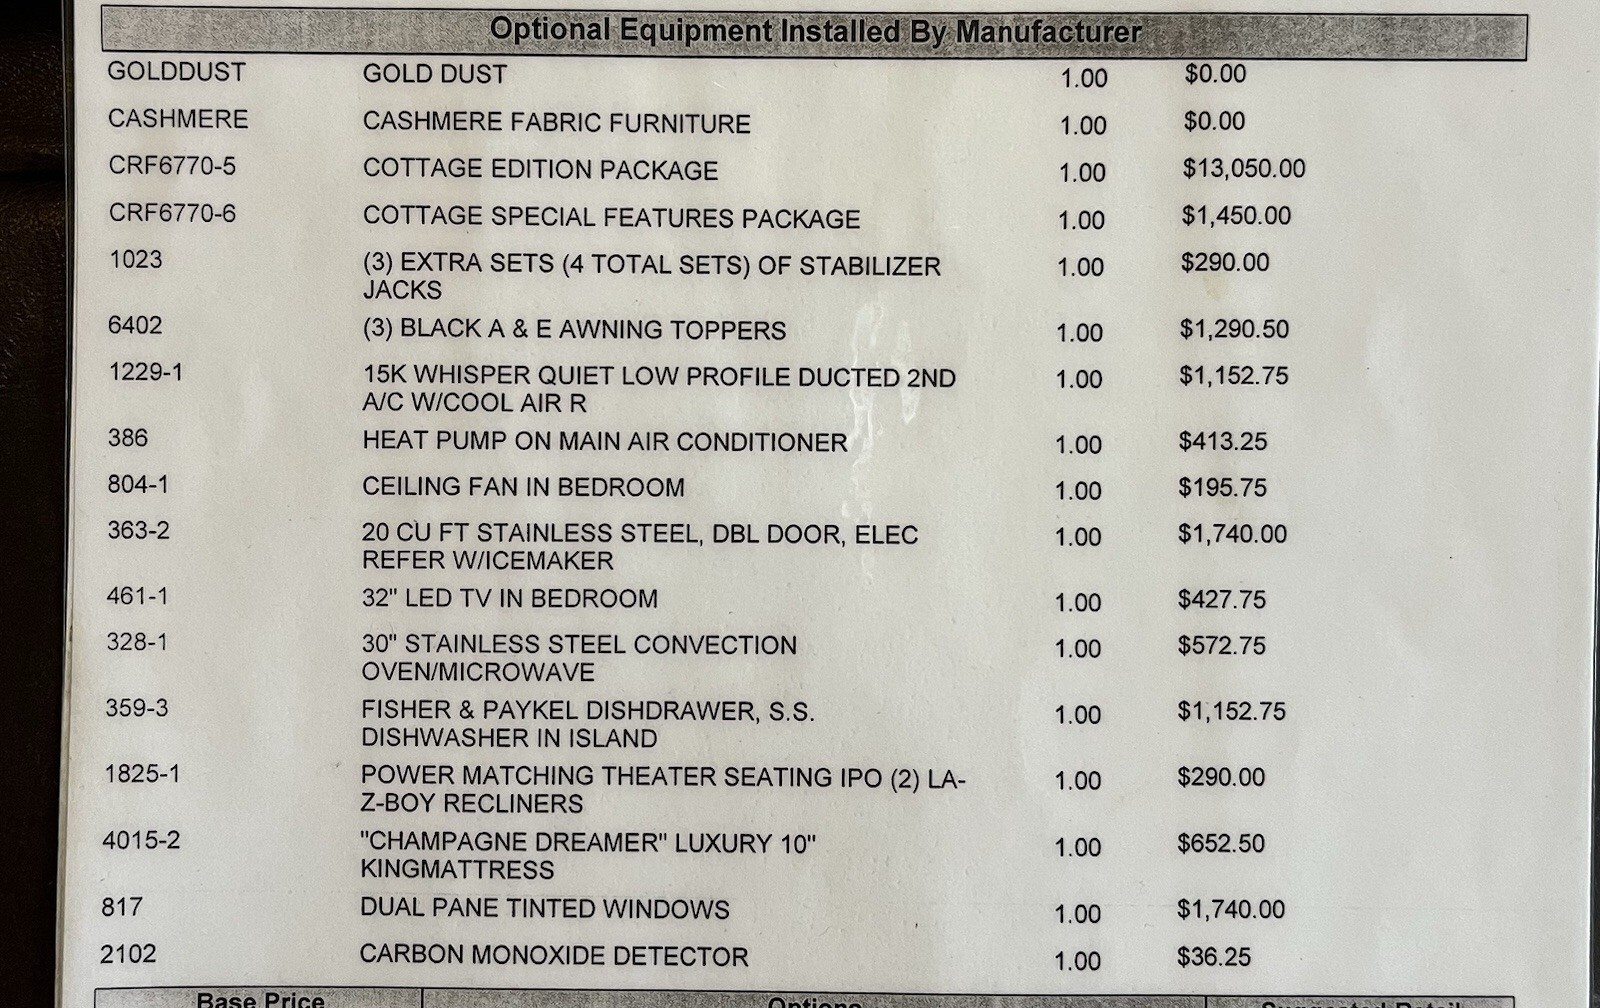 Optional Equipment Installed By Manufacturer
GOLDDUST GOLD DUST 1.00 $0.00
CASHMERE CASHMERE FABRIC FURNITURE 1.00 $0.00
CRF6770-5 COTTAGE EDITION PACKAGE 1.00 $13,050.00
CRF6770-6 COTTAGE SPECIAL FEATURES PACKAGE 1.00 $1,450.00
1023 (3) EXTRA SETS (4 TOTAL SETS) OF STABILIZER 1.00 $290.00
JACKS
6402 (3) BLACK A & E AWNING TOPPERS 1.00 $1,290.50
1229-1 15K WHISPER QUIET LOW PROFILE DUCTED 2ND 1.00 $1,152.75
A/C W/COOL AIR R
386 HEAT PUMP ON MAIN AIR CONDITIONER 1.00 $413.25
804-1 CEILING FAN IN BEDROOM 1.00 $195.75
363-2 20 CU FT STAINLESS STEEL, DBL DOOR, ELEC 1.00 $1,740.00
REFER W/ICEMAKER
461-1 32" LED TV IN BEDROOM 1.00 $427.75
328-1 30" STAINLESS STEEL CONVECTION 1.00 $572.75
OVEN/MICROWAVE
359-3 FISHER & PAYKEL DISHDRAWER, S.S. 1.00 $1,152.75
DISHWASHER IN ISLAND
1825-1 POWER MATCHING THEATER SEATING IPO (2) LA- 1.00 $290.00
Z-BOY RECLINERS
4015-2 "CHAMPAGNE DREAMER" LUXURY 10" 1.00 $652.50
KINGMATTRESS
817 DUAL PANE TINTED WINDOWS 1.00 $1,740.00
2102 CARBON MONOXIDE DETECTOR 1.00 $36.25
Base Price Options Suggested Retail